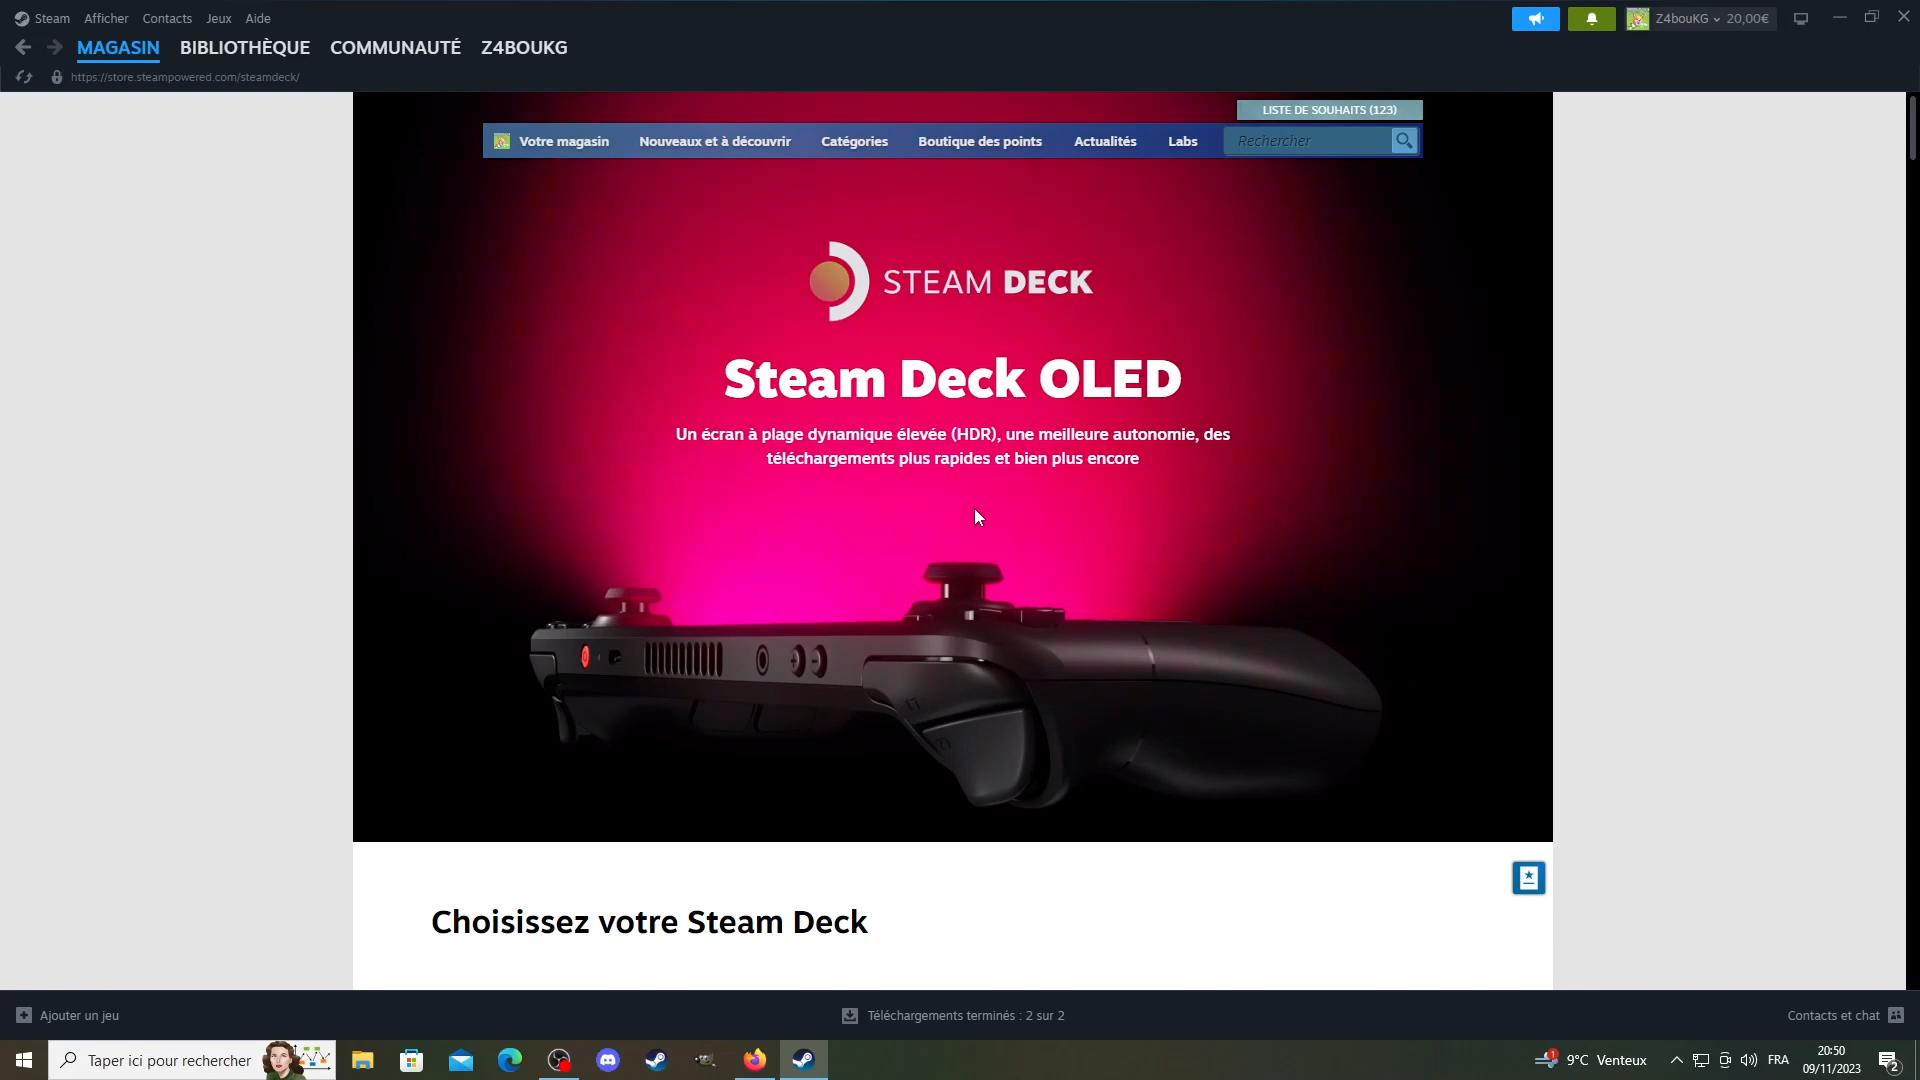 Steam Afficher Contacts Jeux Aide
Z4bouKG 20,00€
MAGASIN BIBLIOTHÈQUE COMMUNAUTÉ Z4BOUKG
https://store.steampowered.com/steamdeck/
LISTE DE SOUHAITS (123)
Votre magasin Nouveaux et à découvrir Catégories Boutique des points Actualités Labs Rechercher
STEAM DECK
Steam Deck OLED
Un écran à plage dynamique élevée (HDR), une meilleure autonomie, des
téléchargements plus rapides et bien plus encore
Choisissez votre Steam Deck
Ajouter un jeu
Téléchargements terminés : 2 sur 2
Contacts et chat
Taper ici pour rechercher
1
9°C Venteux
FRA
20:50
09/11/2023
2